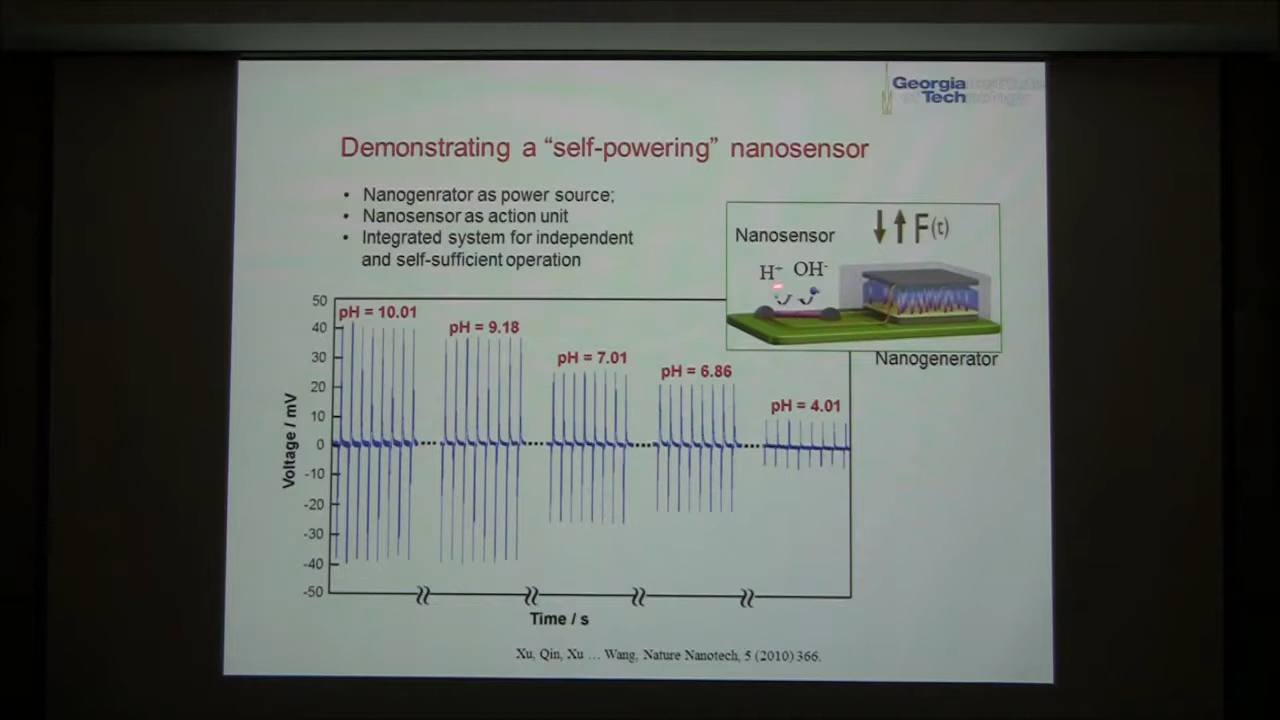 Georgia Institute
of Technology
Demonstrating a “self-powering” nanosensor
• Nanogenrator as power source;
• Nanosensor as action unit
• Integrated system for independent
and self-sufficient operation
Nanosensor
F(t)
H⁺ OH⁻
Nanogenerator
pH = 10.01
pH = 9.18
pH = 7.01
pH = 6.86
pH = 4.01
50
40
30
20
10
0
-10
-20
-30
-40
-50
Voltage / mV
Time / s
Xu, Qin, Xu … Wang, Nature Nanotech, 5 (2010) 366.